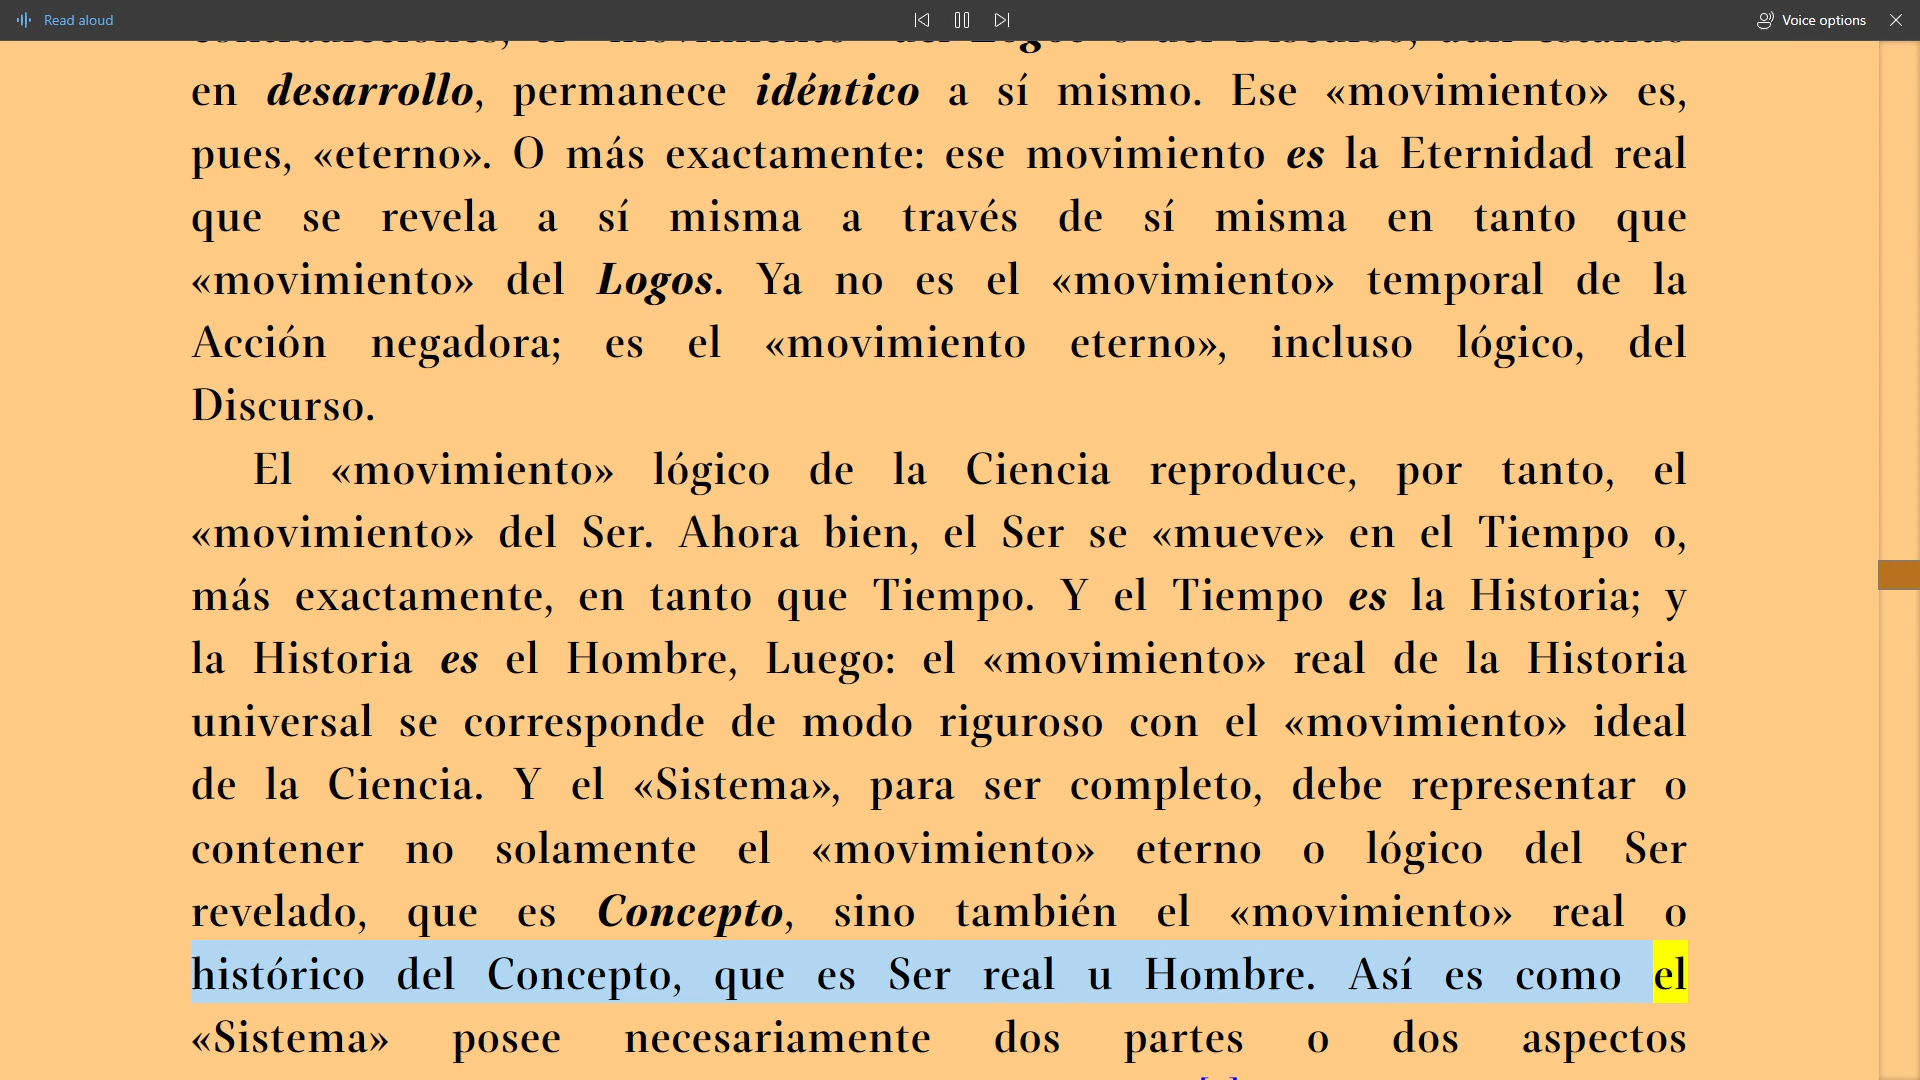 Read aloud
Voice options
en desarrollo, permanece idéntico a sí mismo. Ese «movimiento» es,
pues, «eterno». O más exactamente: ese movimiento es la Eternidad real
que se revela a sí misma a través de sí misma en tanto que
«movimiento» del Logos. Ya no es el «movimiento» temporal de la
Acción negadora; es el «movimiento eterno», incluso lógico, del
Discurso.
El «movimiento» lógico de la Ciencia reproduce, por tanto, el
«movimiento» del Ser. Ahora bien, el Ser se «mueve» en el Tiempo o,
más exactamente, en tanto que Tiempo. Y el Tiempo es la Historia; y
la Historia es el Hombre, Luego: el «movimiento» real de la Historia
universal se corresponde de modo riguroso con el «movimiento» ideal
de la Ciencia. Y el «Sistema», para ser completo, debe representar o
contener no solamente el «movimiento» eterno o lógico del Ser
revelado, que es Concepto, sino también el «movimiento» real o
histórico del Concepto, que es Ser real u Hombre. Así es como el
«Sistema» posee necesariamente dos partes o dos aspectos